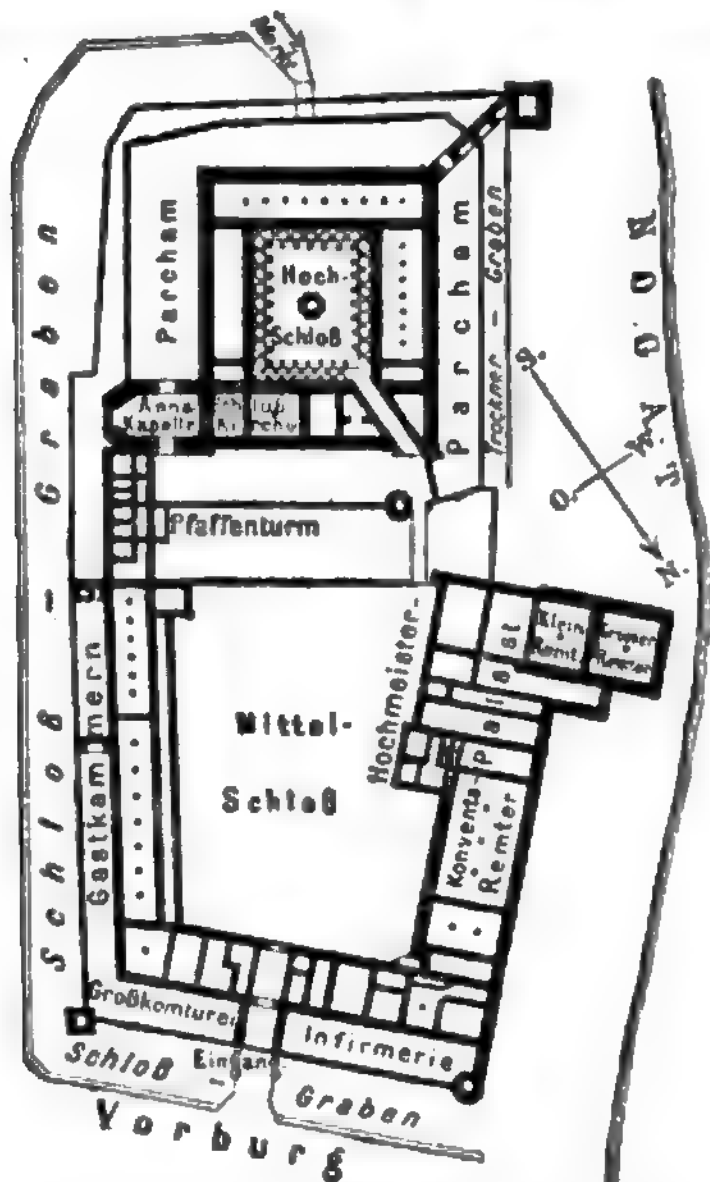 Mühle
Schloß - Graben
Parcham
Hoch-
Schloß
Parcham
Trockner - Graben
NOGAT
S.
W.
O.
N.
Anna
Kapelle
Schloß
Kirche
Pfaffenturm
Gastkammern
Mittel-
Schloß
Hochmeister-
Palast
Klein.
Remt.
Großer
Remter
Konvents-
Remter
Großkomturei
Infirmerie
Eingang
Schloß
Graben
Vorburg